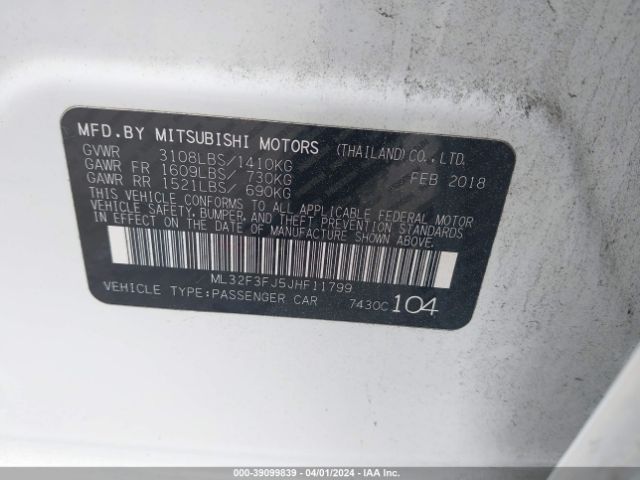 MFD.BY MITSUBISHI MOTORS (THAILAND)CO.,LTD.
GVWR 3108LBS/1410KG FEB 2018
GAWR FR 1609LBS/ 730KG
GAWR RR 1521LBS/ 690KG
THIS VEHICLE CONFORMS TO ALL APPLICABLE FEDERAL MOTOR
VEHICLE SAFETY, BUMPER, AND THEFT PREVENTION STANDARDS
IN EFFECT ON THE DATE OF MANUFACTURE SHOWN ABOVE.
ML32F3FJ5JHF11799
VEHICLE TYPE:PASSENGER CAR 7430C 104
000-39099839 - 04/01/2024 - IAA Inc.